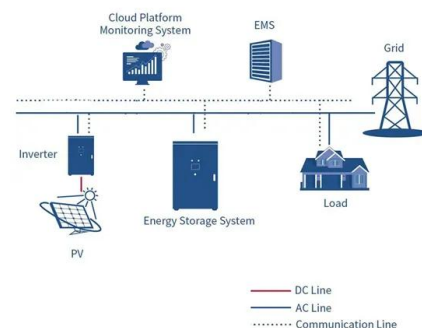 Cloud Platform
Monitoring System
EMS
Grid
Inverter
Energy Storage System
Load
PV
DC Line
AC Line
Communication Line